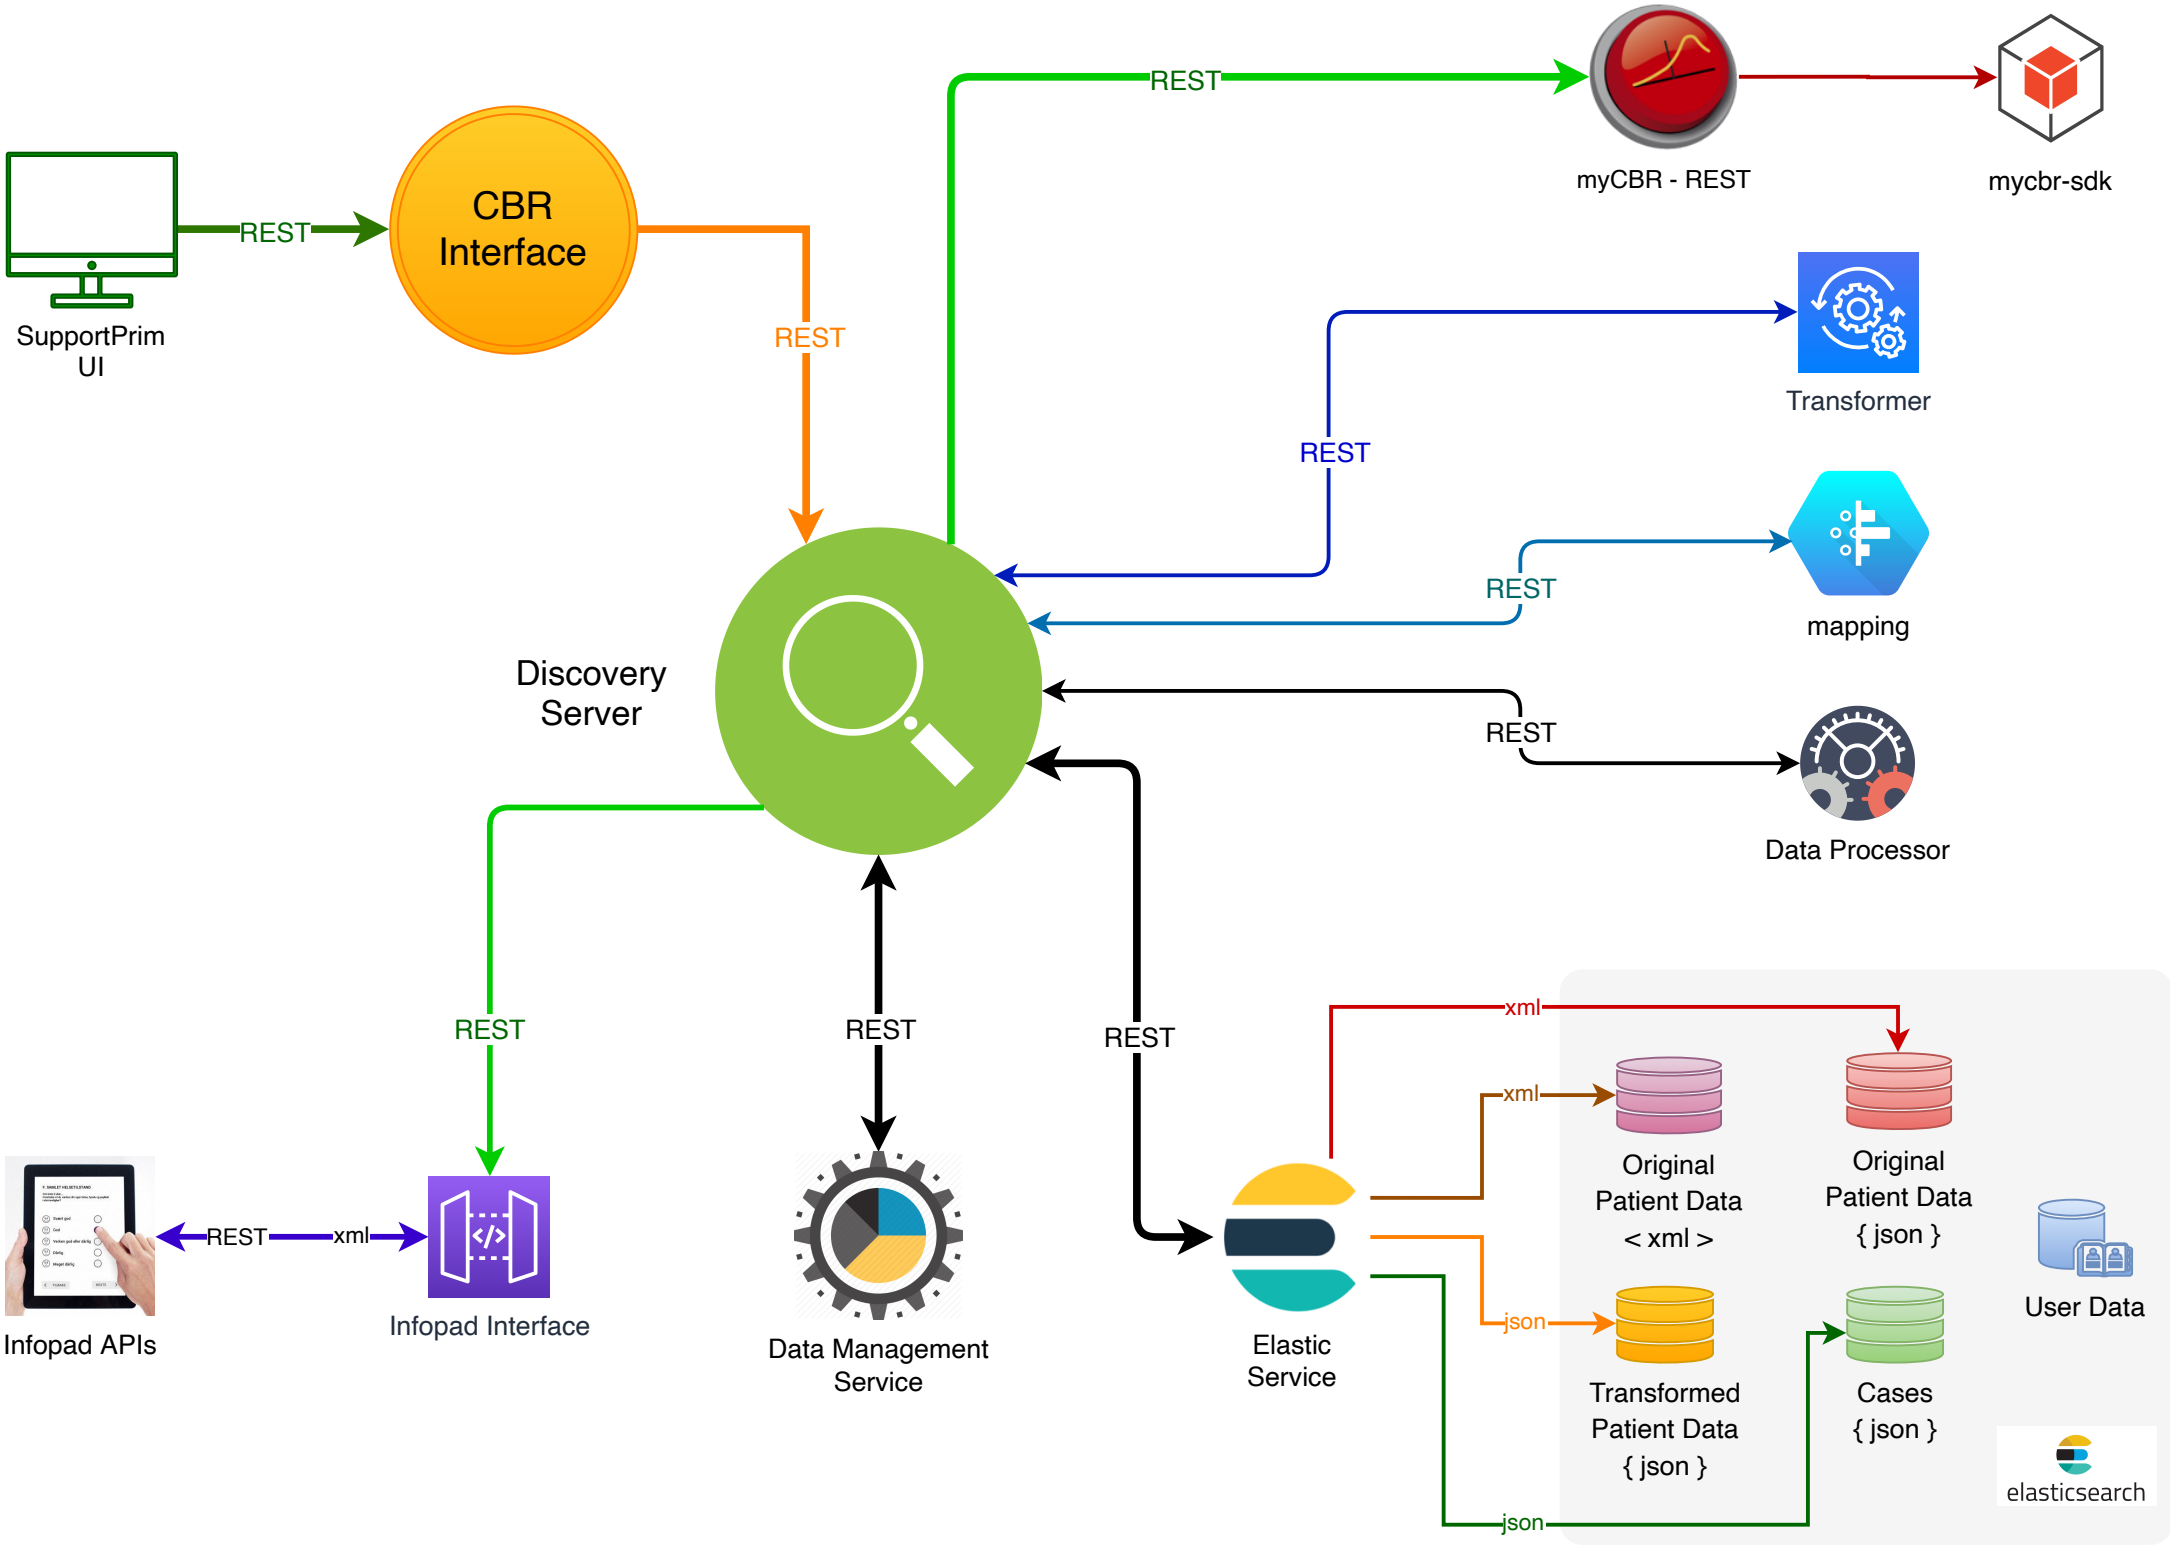 REST
myCBR - REST
mycbr-sdk
CBR
Interface
REST
SupportPrim
UI
REST
Transformer
REST
mapping
REST
Discovery
Server
REST
Data Processor
REST
REST
REST
xml
xml
Original
Patient Data
< xml >
Original
Patient Data
{ json }
User Data
REST
xml
Infopad APIs
Infopad Interface
Data Management
Service
Elastic
Service
json
Transformed
Patient Data
{ json }
Cases
{ json }
elasticsearch
json